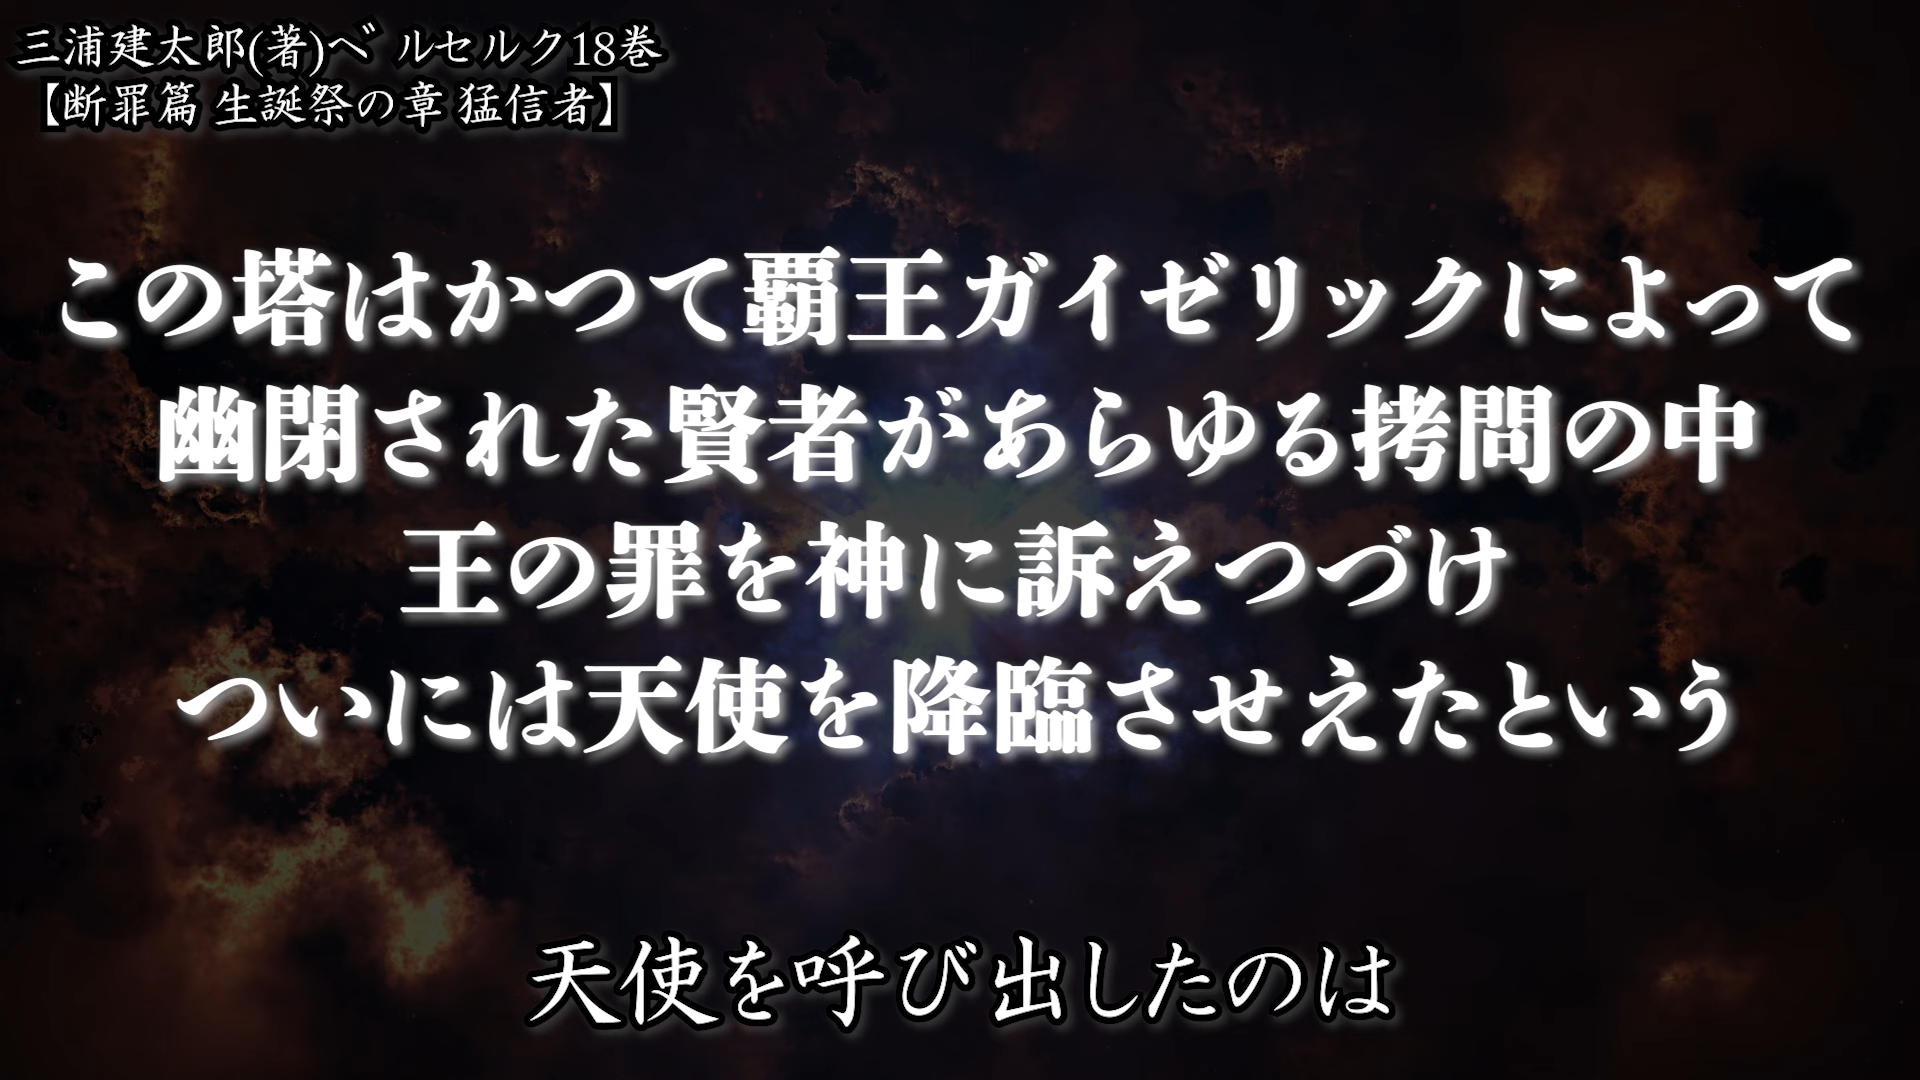 三浦建太郎(著)ベルセルク18巻
【断罪篇 生誕祭の章 猛信者】
この塔はかつて覇王ガイゼリックによって
幽閉された賢者があらゆる拷問の中
王の罪を神に訴えつづけ
ついには天使を降臨させえたという
天使を呼び出したのは